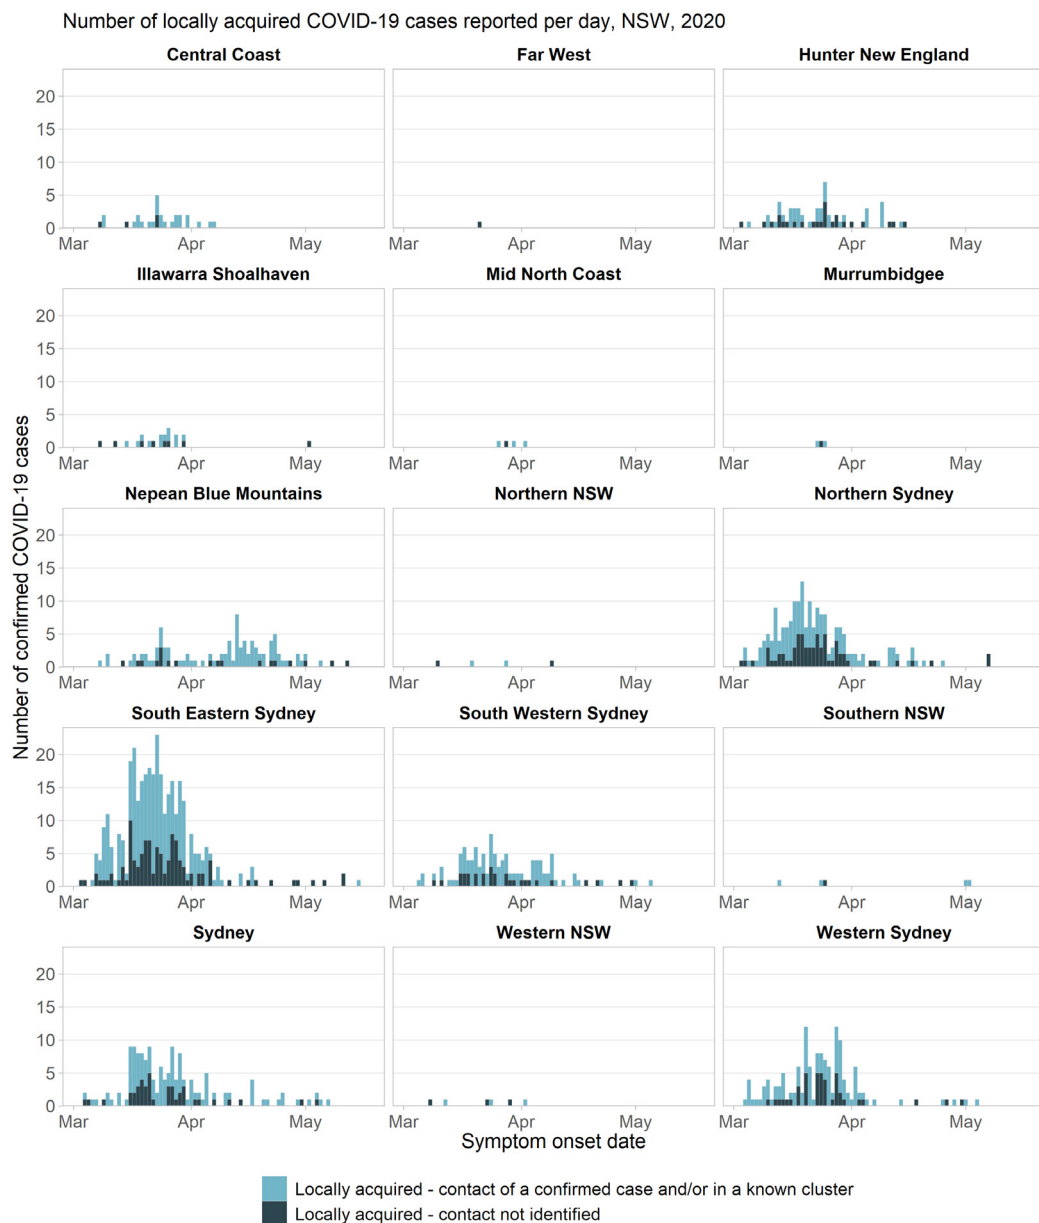 Number of locally acquired COVID-19 cases reported per day, NSW, 2020
Central Coast
Far West
Hunter New England
20
15
10
5
0
Mar Apr May
Mar Apr May
Mar Apr May
Illawarra Shoalhaven
Mid North Coast
Murrumbidgee
20
15
10
5
0
Mar Apr May
Mar Apr May
Mar Apr May
Number of confirmed COVID-19 cases
Nepean Blue Mountains
Northern NSW
Northern Sydney
20
15
10
5
0
Mar Apr May
Mar Apr May
Mar Apr May
South Eastern Sydney
South Western Sydney
Southern NSW
20
15
10
5
0
Mar Apr May
Mar Apr May
Mar Apr May
Sydney
Western NSW
Western Sydney
20
15
10
5
0
Mar Apr May
Mar Apr May
Mar Apr May
Symptom onset date
Locally acquired - contact of a confirmed case and/or in a known cluster
Locally acquired - contact not identified